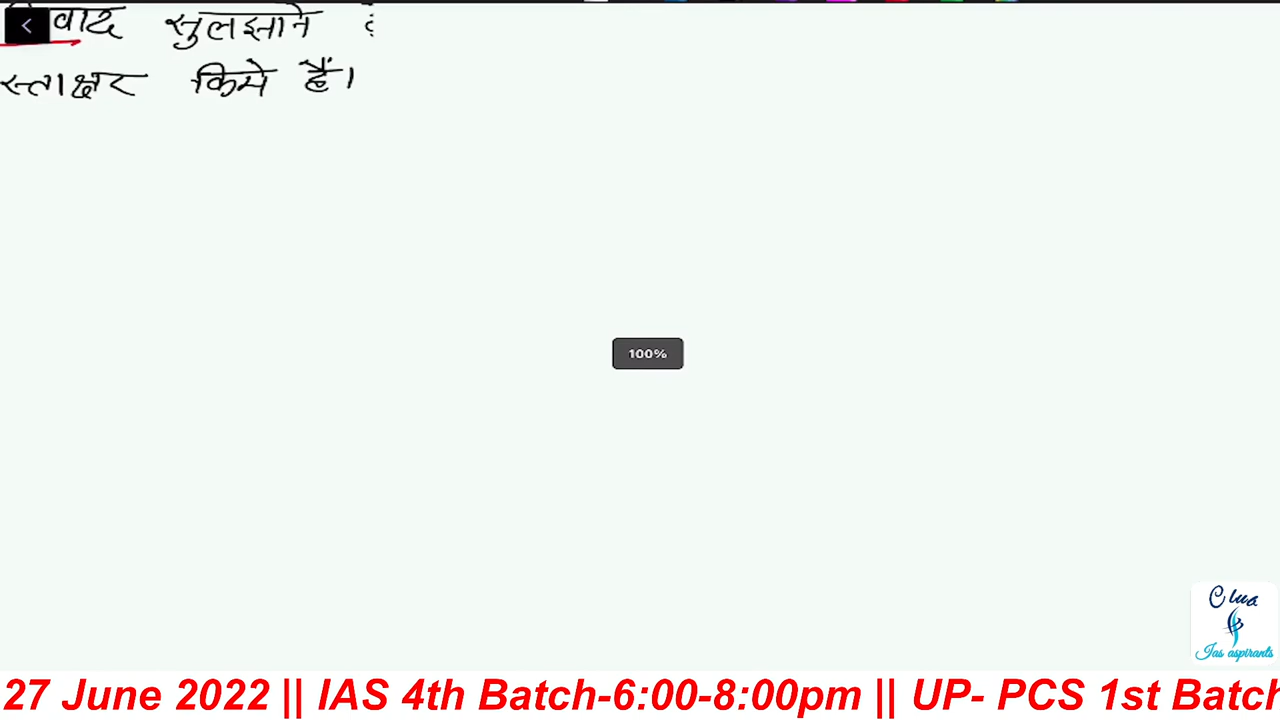 वाद सुलझाने
स्ताक्षर किये हैं।
100%
Clue
Ias aspirants
27 June 2022 || IAS 4th Batch-6:00-8:00pm || UP- PCS 1st Batch